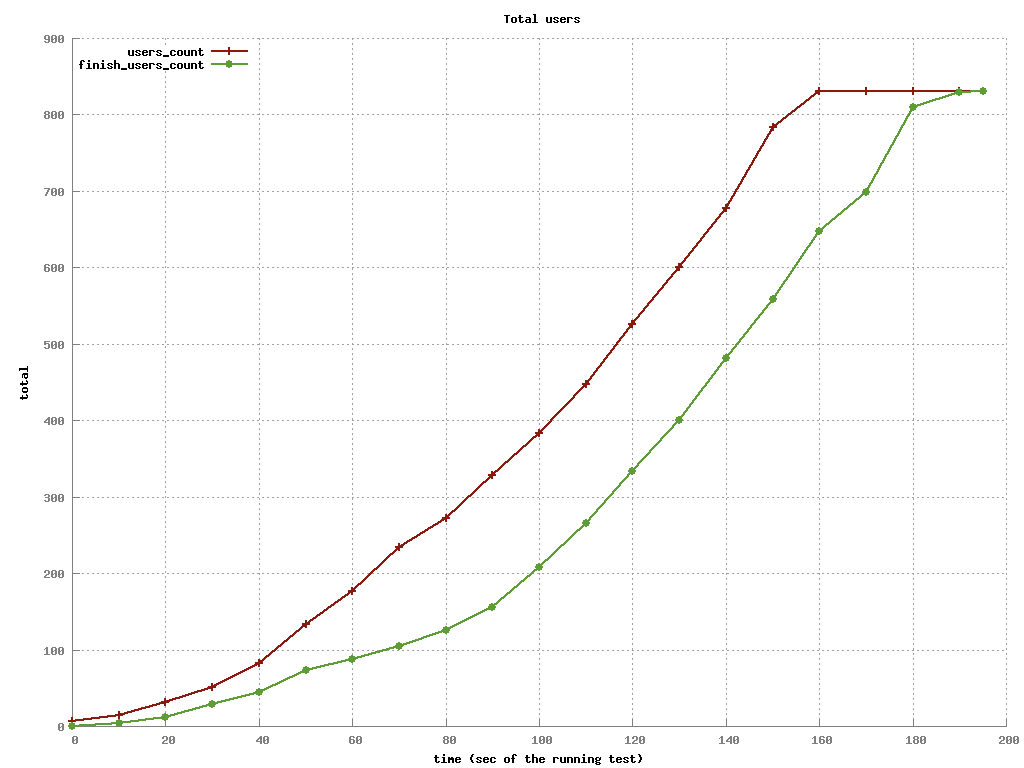 Total users
users_count
finish_users_count
900
800
700
600
500
400
300
200
100
0
total
0 20 40 60 80 100 120 140 160 180 200
time (sec of the running test)